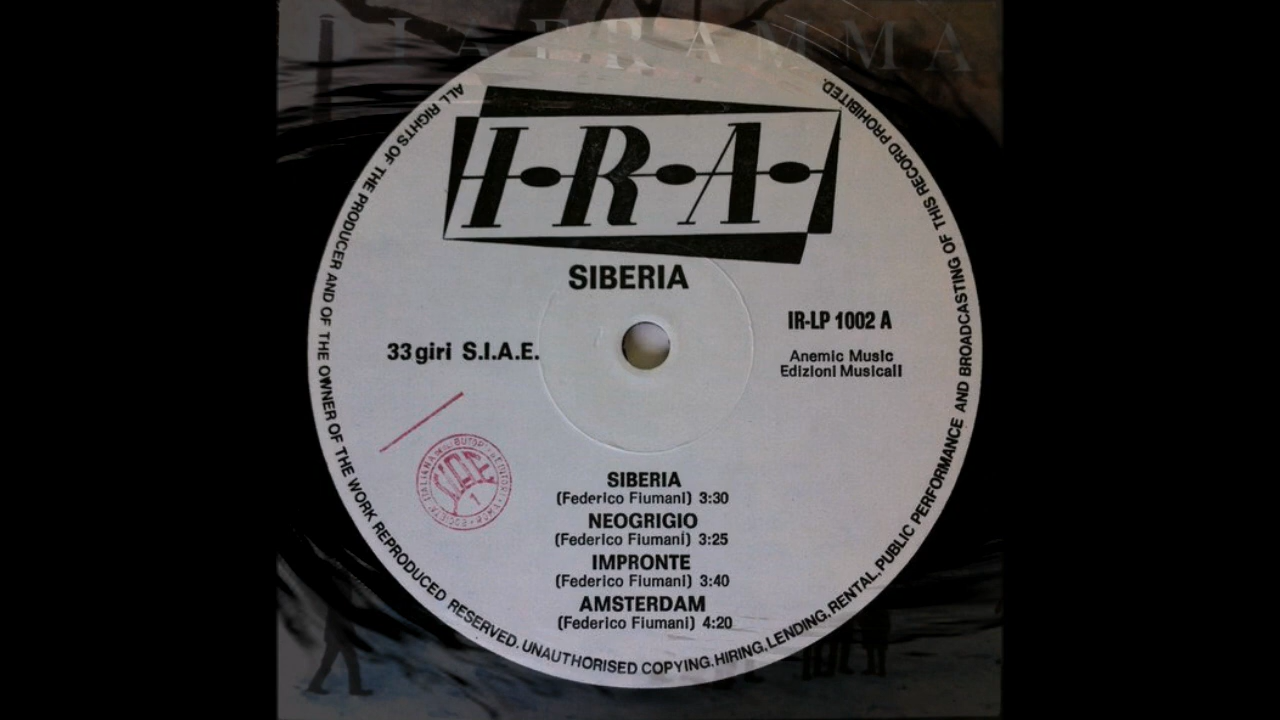 DIAFRAMMA
I·R·A·
SIBERIA
IR-LP 1002 A
33 giri S.I.A.E.
Anemic Music
Edizioni Musicali
SIBERIA
(Federico Fiumani) 3:30
NEOGRIGIO
(Federico Fiumani) 3:25
IMPRONTE
(Federico Fiumani) 3:40
AMSTERDAM
(Federico Fiumani) 4:20
ALL RIGHTS OF THE PRODUCER AND OF THE OWNER OF THE WORK REPRODUCED RESERVED. UNAUTHORISED COPYING, HIRING, LENDING, RENTAL, PUBLIC PERFORMANCE AND BROADCASTING OF THIS RECORD PROHIBITED.